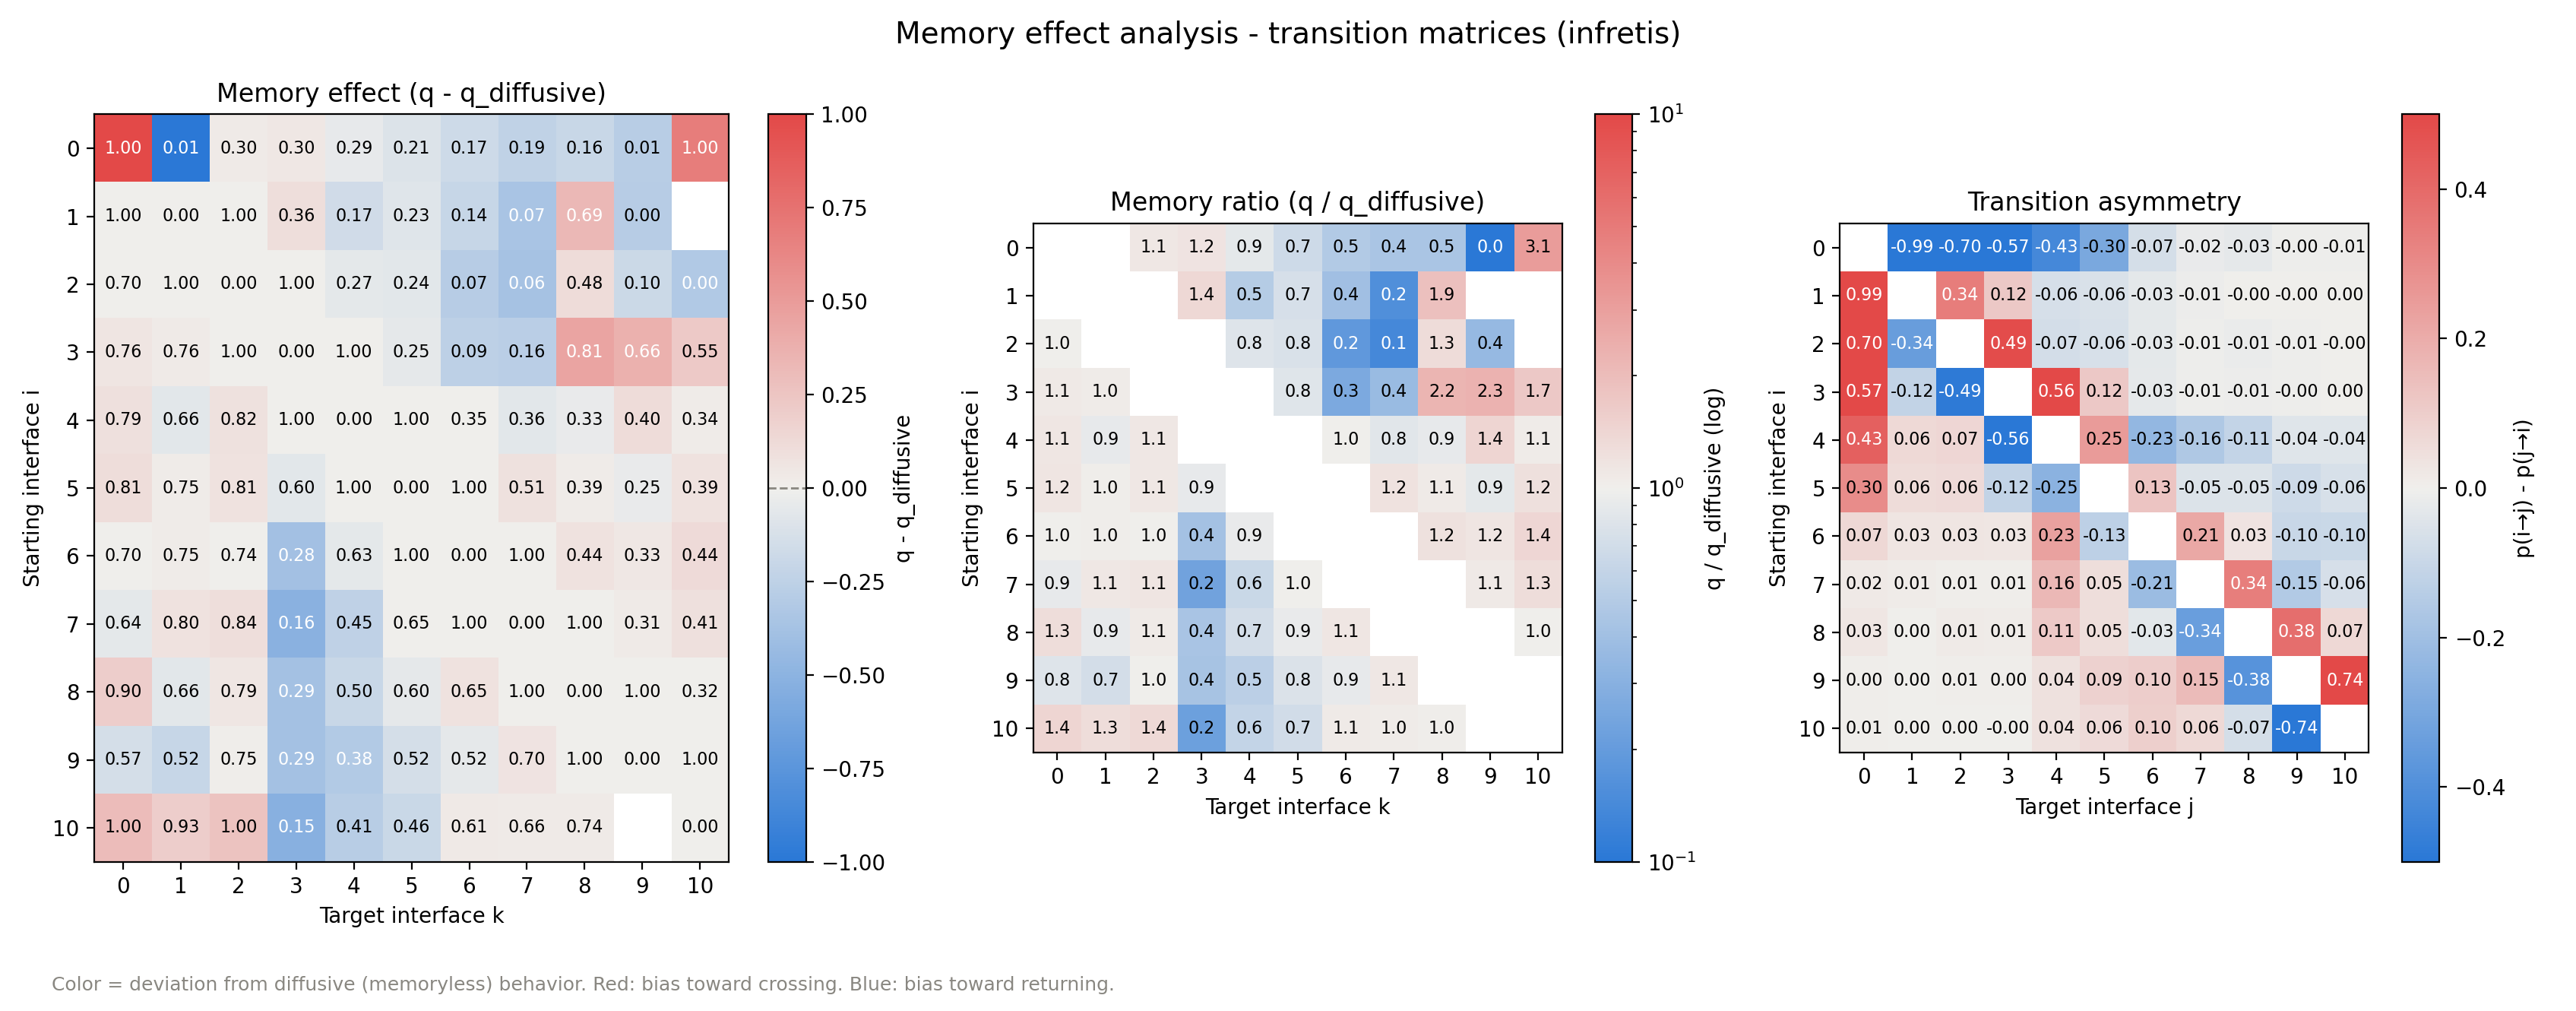 Memory effect analysis - transition matrices (infretis)
Memory effect (q - q_diffusive)
Starting interface i
0 1.00 0.01 0.30 0.30 0.29 0.21 0.17 0.19 0.16 0.01 1.00
1 1.00 0.00 1.00 0.36 0.17 0.23 0.14 0.07 0.69 0.00
2 0.70 1.00 0.00 1.00 0.27 0.24 0.07 0.06 0.48 0.10 0.00
3 0.76 0.76 1.00 0.00 1.00 0.25 0.09 0.16 0.81 0.66 0.55
4 0.79 0.66 0.82 1.00 0.00 1.00 0.35 0.36 0.33 0.40 0.34
5 0.81 0.75 0.81 0.60 1.00 0.00 1.00 0.51 0.39 0.25 0.39
6 0.70 0.75 0.74 0.28 0.63 1.00 0.00 1.00 0.44 0.33 0.44
7 0.64 0.80 0.84 0.16 0.45 0.65 1.00 0.00 1.00 0.31 0.41
8 0.90 0.66 0.79 0.29 0.50 0.60 0.65 1.00 0.00 1.00 0.32
9 0.57 0.52 0.75 0.29 0.38 0.52 0.52 0.70 1.00 0.00 1.00
10 1.00 0.93 1.00 0.15 0.41 0.46 0.61 0.66 0.74 0.00
0 1 2 3 4 5 6 7 8 9 10
Target interface k
1.00
0.75
0.50
0.25
0.00
−0.25
−0.50
−0.75
−1.00
q - q_diffusive
Memory ratio (q / q_diffusive)
Starting interface i
0 1.1 1.2 0.9 0.7 0.5 0.4 0.5 0.0 3.1
1 1.4 0.5 0.7 0.4 0.2 1.9
2 1.0 0.8 0.8 0.2 0.1 1.3 0.4
3 1.1 1.0 0.8 0.3 0.4 2.2 2.3 1.7
4 1.1 0.9 1.1 1.0 0.8 0.9 1.4 1.1
5 1.2 1.0 1.1 0.9 1.2 1.1 0.9 1.2
6 1.0 1.0 1.0 0.4 0.9 1.2 1.2 1.4
7 0.9 1.1 1.1 0.2 0.6 1.0 1.1 1.3
8 1.3 0.9 1.1 0.4 0.7 0.9 1.1 1.0
9 0.8 0.7 1.0 0.4 0.5 0.8 0.9 1.1
10 1.4 1.3 1.4 0.2 0.6 0.7 1.1 1.0 1.0
0 1 2 3 4 5 6 7 8 9 10
Target interface k
10¹
10⁰
10⁻¹
q / q_diffusive (log)
Transition asymmetry
Starting interface i
0 -0.99 -0.70 -0.57 -0.43 -0.30 -0.07 -0.02 -0.03 -0.00 -0.01
1 0.99 0.34 0.12 -0.06 -0.06 -0.03 -0.01 -0.00 -0.00 0.00
2 0.70 -0.34 0.49 -0.07 -0.06 -0.03 -0.01 -0.01 -0.01 -0.00
3 0.57 -0.12 -0.49 0.56 0.12 -0.03 -0.01 -0.01 -0.00 0.00
4 0.43 0.06 0.07 -0.56 0.25 -0.23 -0.16 -0.11 -0.04 -0.04
5 0.30 0.06 0.06 -0.12 -0.25 0.13 -0.05 -0.05 -0.09 -0.06
6 0.07 0.03 0.03 0.03 0.23 -0.13 0.21 0.03 -0.10 -0.10
7 0.02 0.01 0.01 0.01 0.16 0.05 -0.21 0.34 -0.15 -0.06
8 0.03 0.00 0.01 0.01 0.11 0.05 -0.03 -0.34 0.38 0.07
9 0.00 0.00 0.01 0.00 0.04 0.09 0.10 0.15 -0.38 0.74
10 0.01 0.00 0.00 -0.00 0.04 0.06 0.10 0.06 -0.07 -0.74
0 1 2 3 4 5 6 7 8 9 10
Target interface j
0.4
0.2
0.0
−0.2
−0.4
p(i→j) - p(j→i)
Color = deviation from diffusive (memoryless) behavior. Red: bias toward crossing. Blue: bias toward returning.